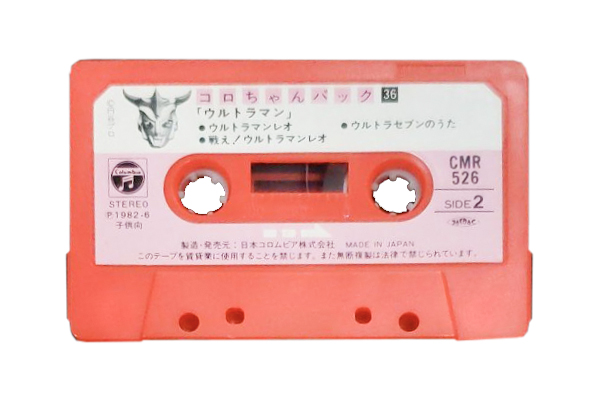 コロちゃんパック 36
「ウルトラマン」
●ウルトラマンレオ ●ウルトラセブンのうた
●戦え!ウルトラマンレオ
Columbia
STEREO
P.1982-6
子供向
CMR
526
SIDE 2
製造・発売元:日本コロムビア株式会社 MADE IN JAPAN
このテープを賃貸業に使用することを禁じます。また無断複製は法律で禁じられています。